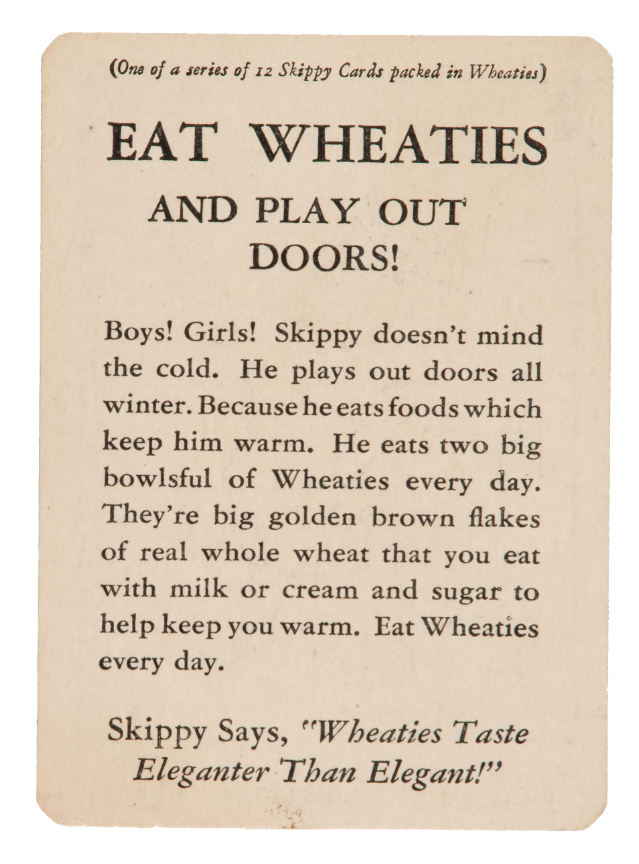 (One of a series of 12 Skippy Cards packed in Wheaties)
EAT WHEATIES
AND PLAY OUT
DOORS!
Boys! Girls! Skippy doesn't mind
the cold. He plays out doors all
winter. Because he eats foods which
keep him warm. He eats two big
bowlsful of Wheaties every day.
They're big golden brown flakes
of real whole wheat that you eat
with milk or cream and sugar to
help keep you warm. Eat Wheaties
every day.
Skippy Says, "Wheaties Taste
Eleganter Than Elegant!"